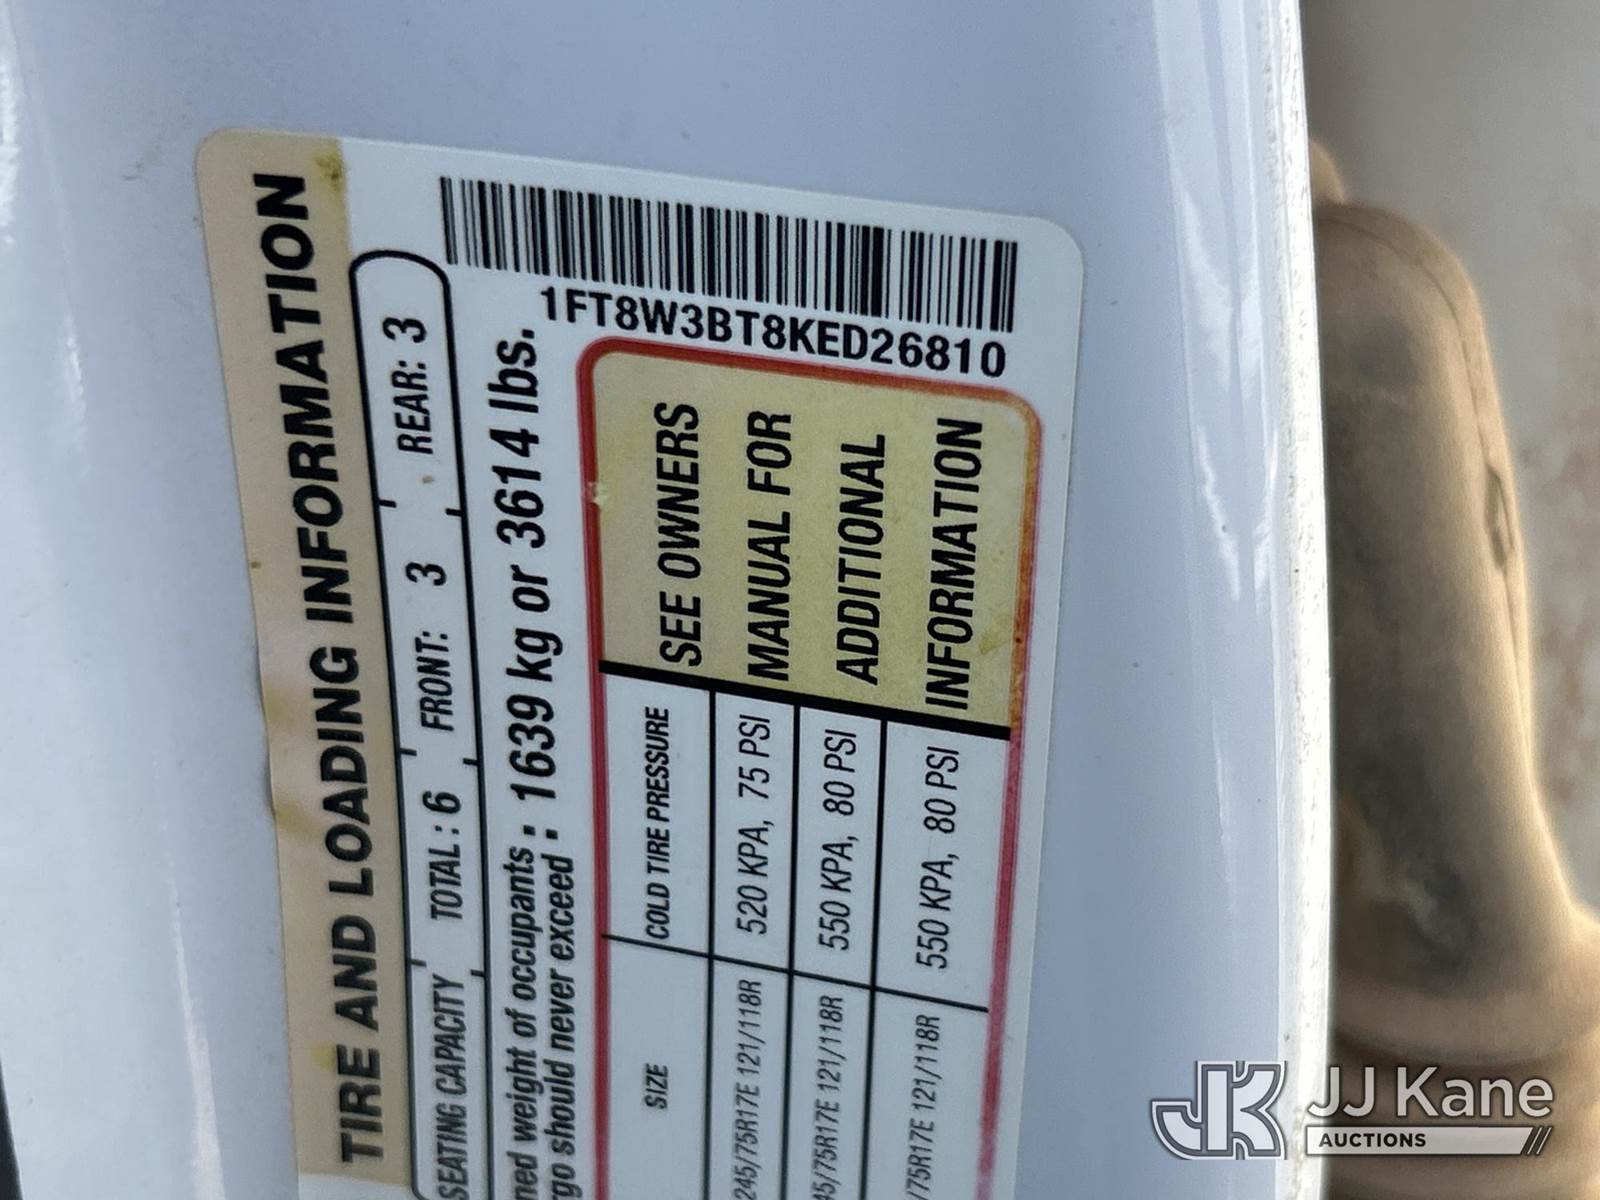 TIRE AND LOADING INFORMATION
SEATING CAPACITY TOTAL: 6 FRONT: 3 REAR: 3
weight of occupants : 1639 kg or 3614 lbs.
should never exceed :
1FT8W3BT8KED26810
SIZE COLD TIRE PRESSURE
245/75R17E 121/118R 520 KPA, 75 PSI
45/75R17E 121/118R 550 KPA, 80 PSI
/75R17E 121/118R 550 KPA, 80 PSI
SEE OWNERS
MANUAL FOR
ADDITIONAL
INFORMATION
JJ Kane
AUCTIONS